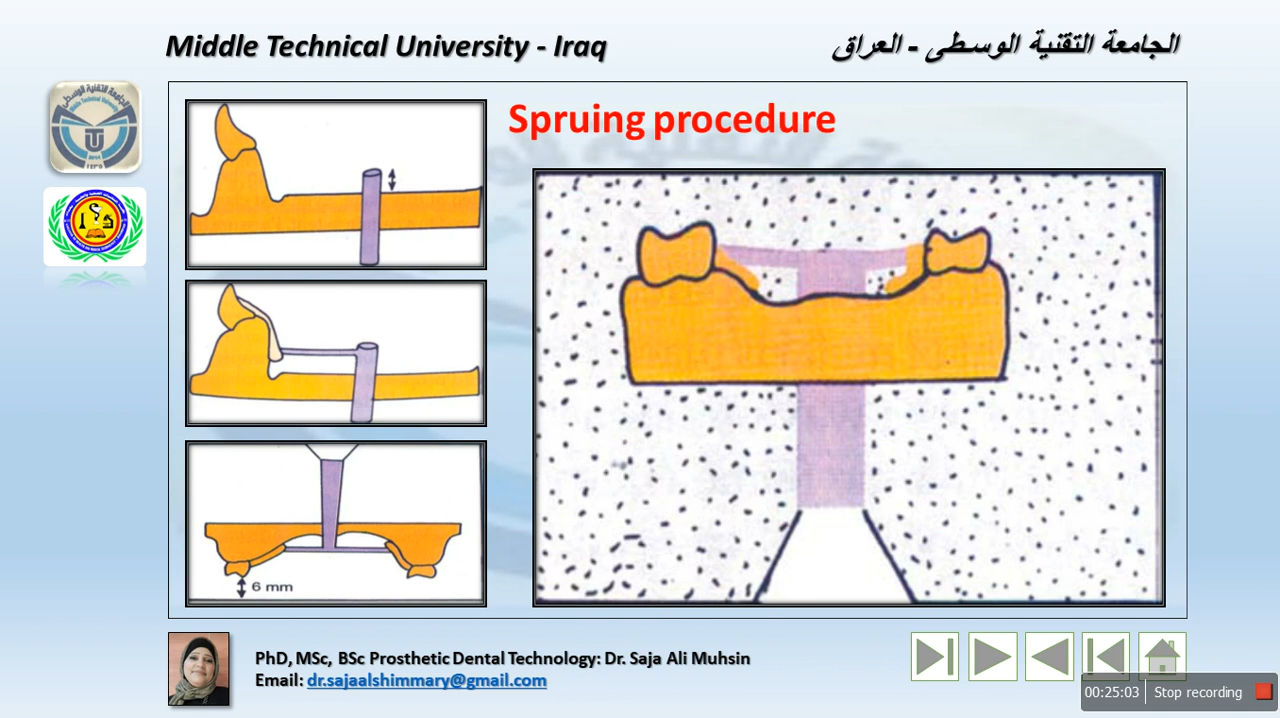 Middle Technical University - Iraq
الجامعة التقنية الوسطى - العراق
Spruing procedure
6 mm
PhD, MSc, BSc Prosthetic Dental Technology: Dr. Saja Ali Muhsin
Email: dr.sajaalshimmary@gmail.com
00:25:03 Stop recording